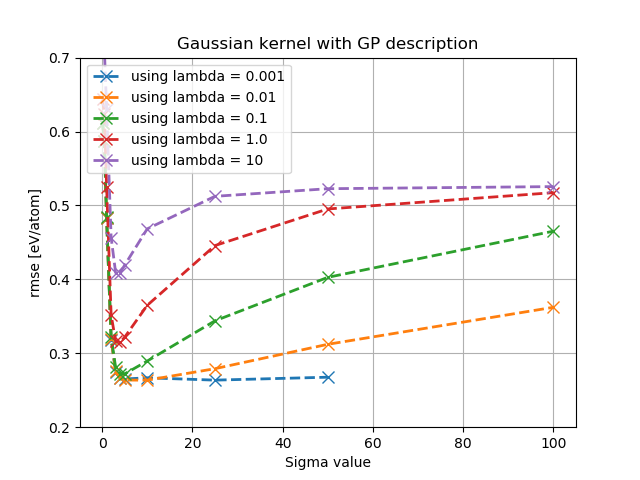 Gaussian kernel with GP description
0.7
0.6
0.5
0.4
0.3
0.2
rmse [eV/atom]
using lambda = 0.001
using lambda = 0.01
using lambda = 0.1
using lambda = 1.0
using lambda = 10
0 20 40 60 80 100
Sigma value